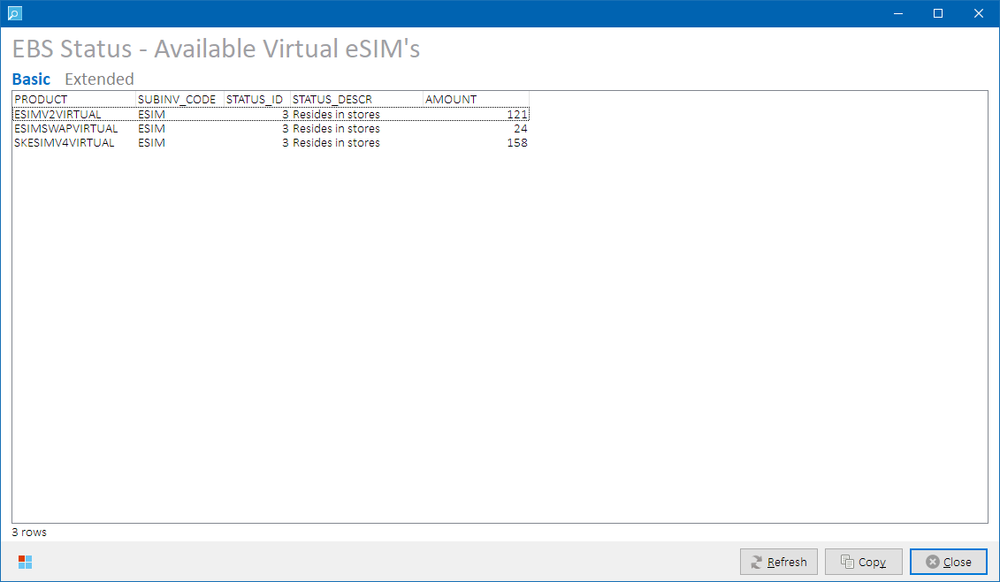 EBS Status - Available Virtual eSIM's
Basic Extended
PRODUCT SUBINV_CODE STATUS_ID STATUS_DESCR AMOUNT
ESIMV2VIRTUAL ESIM 3 Resides in stores 121
ESIMSWAPVIRTUAL ESIM 3 Resides in stores 24
SKESIMV4VIRTUAL ESIM 3 Resides in stores 158
3 rows
Refresh Copy Close